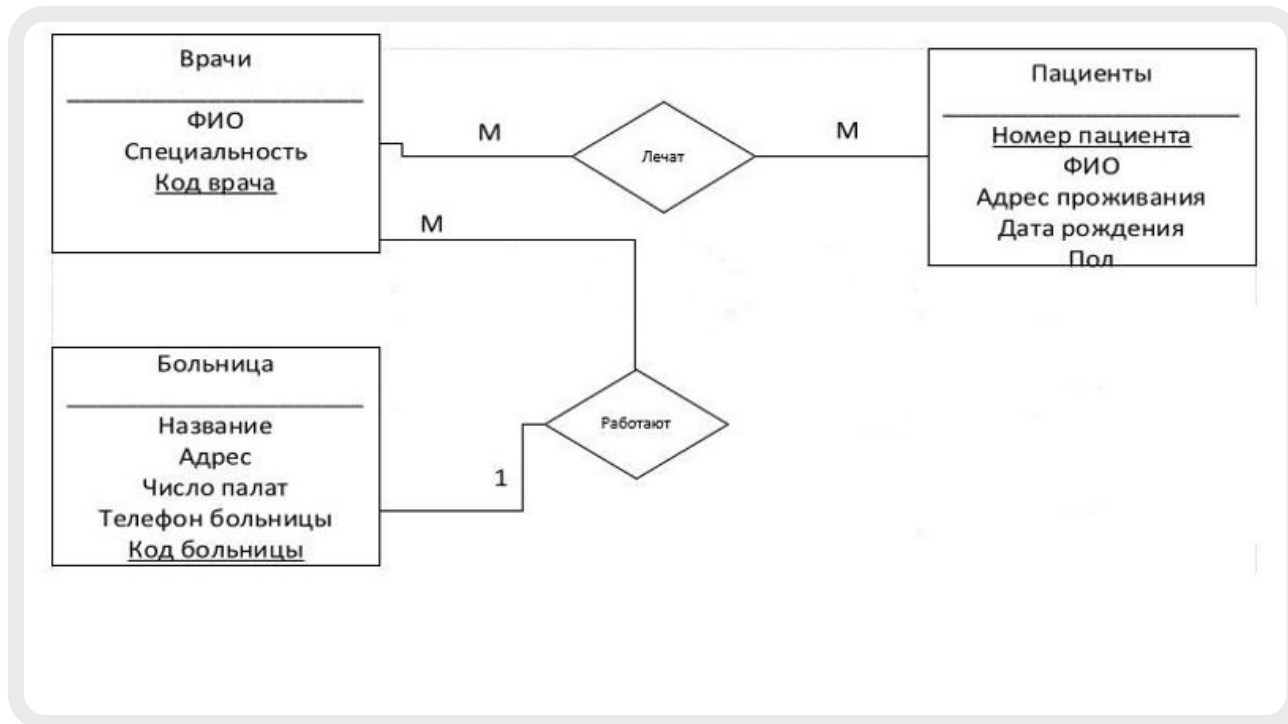 Врачи
ФИО
Специальность
Код врача
М
Лечат
М
Пациенты
Номер пациента
ФИО
Адрес проживания
Дата рождения
Пол
М
Работают
1
Больница
Название
Адрес
Число палат
Телефон больницы
Код больницы